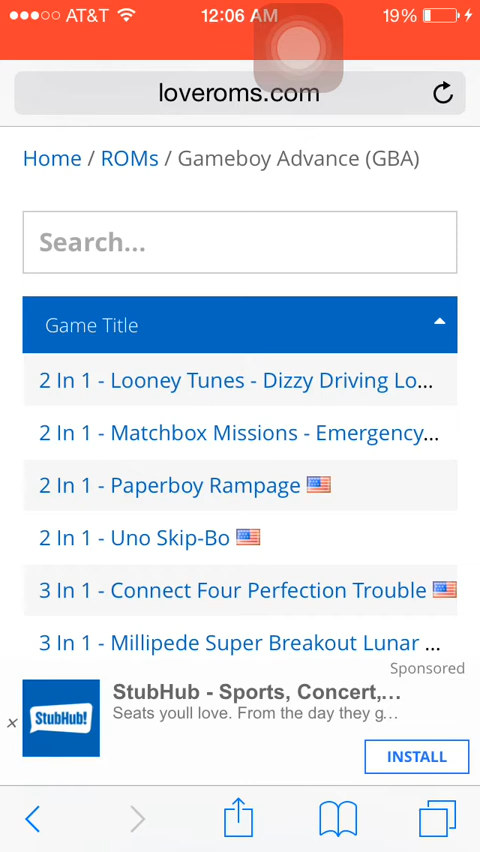 AT&T 12:06 AM 19%
loveroms.com
Home / ROMs / Gameboy Advance (GBA)
Search...
Game Title
2 In 1 - Looney Tunes - Dizzy Driving Lo...
2 In 1 - Matchbox Missions - Emergency...
2 In 1 - Paperboy Rampage
2 In 1 - Uno Skip-Bo
3 In 1 - Connect Four Perfection Trouble
3 In 1 - Millipede Super Breakout Lunar ...
Sponsored
StubHub!
StubHub - Sports, Concert,...
Seats youll love. From the day they g...
×
INSTALL